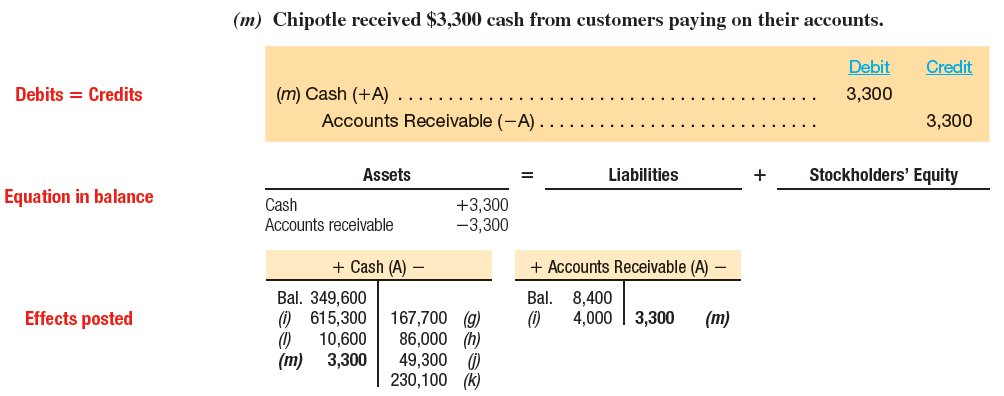 (m) Chipotle received $3,300 cash from customers paying on their accounts.
Debit Credit
Debits = Credits
(m) Cash (+A) . . . . . . . . . . . . . . . . . . . . . . . . . . . . . . . . . . . . . . . . . 3,300
Accounts Receivable (−A) . . . . . . . . . . . . . . . . . . . . . . . . . . . . 3,300
Assets = Liabilities + Stockholders' Equity
Equation in balance
Cash +3,300
Accounts receivable −3,300
+ Cash (A) − + Accounts Receivable (A) −
Bal. 349,600 Bal. 8,400
Effects posted
(i) 615,300 167,700 (g) (i) 4,000 3,300 (m)
(l) 10,600 86,000 (h)
(m) 3,300 49,300 (j)
230,100 (k)